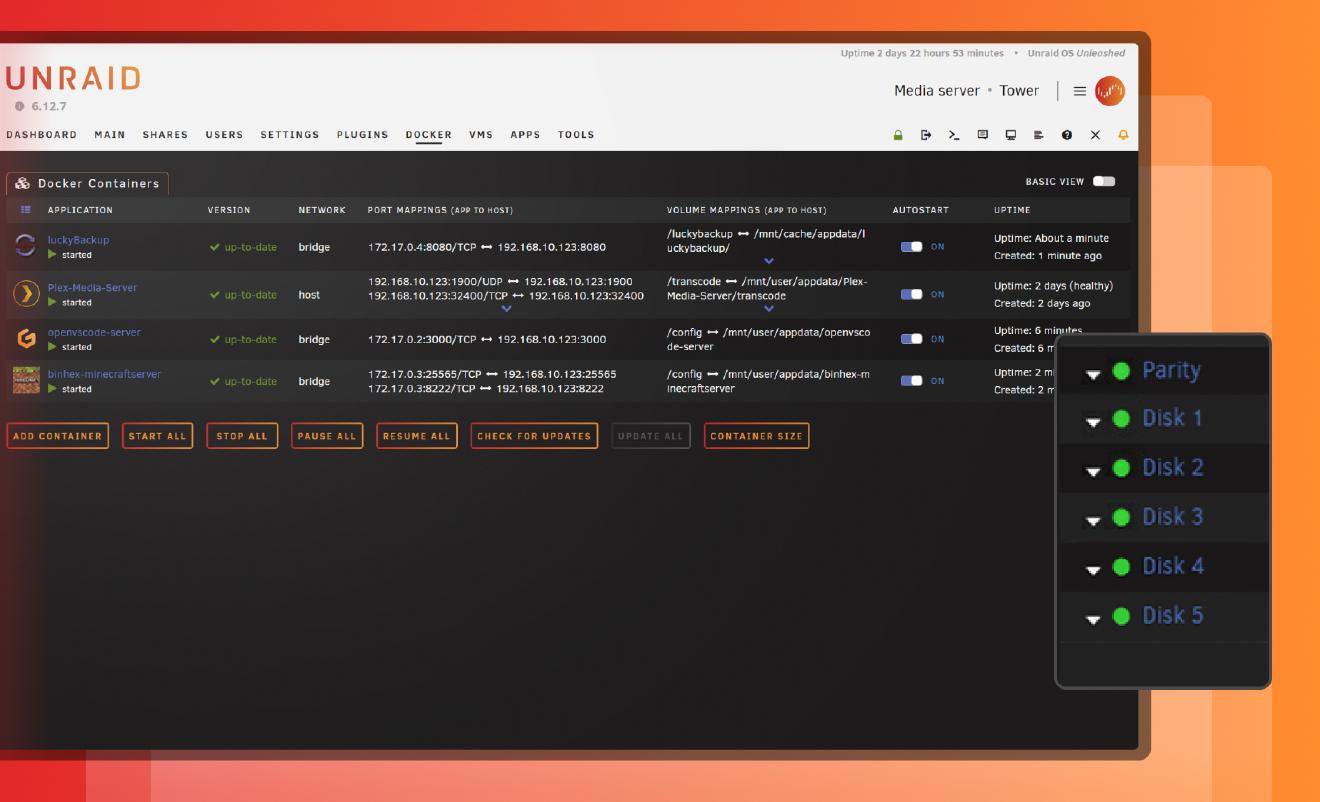 Uptime 2 days 22 hours 53 minutes • Unraid OS Unleashed
UNRAID
6.12.7
Media server • Tower
DASHBOARD MAIN SHARES USERS SETTINGS PLUGINS DOCKER VMS APPS TOOLS
Docker Containers
BASIC VIEW
APPLICATION VERSION NETWORK PORT MAPPINGS (APP TO HOST) VOLUME MAPPINGS (APP TO HOST) AUTOSTART UPTIME
luckyBackup
started
up-to-date
bridge
172.17.0.4:8080/TCP ↔ 192.168.10.123:8080
/luckybackup ↔ /mnt/cache/appdata/l
uckybackup/
ON
Uptime: About a minute
Created: 1 minute ago
Plex-Media-Server
started
up-to-date
host
192.168.10.123:1900/UDP ↔ 192.168.10.123:1900
192.168.10.123:32400/TCP ↔ 192.168.10.123:32400
/transcode ↔ /mnt/user/appdata/Plex-
Media-Server/transcode
ON
Uptime: 2 days (healthy)
Created: 2 days ago
openvscode-server
started
up-to-date
bridge
172.17.0.2:3000/TCP ↔ 192.168.10.123:3000
/config ↔ /mnt/user/appdata/openvsco
de-server
ON
Uptime: 6 minutes
Created: 6 m
binhex-minecraftserver
started
up-to-date
bridge
172.17.0.3:25565/TCP ↔ 192.168.10.123:25565
172.17.0.3:8222/TCP ↔ 192.168.10.123:8222
/config ↔ /mnt/user/appdata/binhex-m
inecraftserver
ON
Uptime: 2 m
Created: 2 m
ADD CONTAINER START ALL STOP ALL PAUSE ALL RESUME ALL CHECK FOR UPDATES UPDATE ALL CONTAINER SIZE
Parity
Disk 1
Disk 2
Disk 3
Disk 4
Disk 5